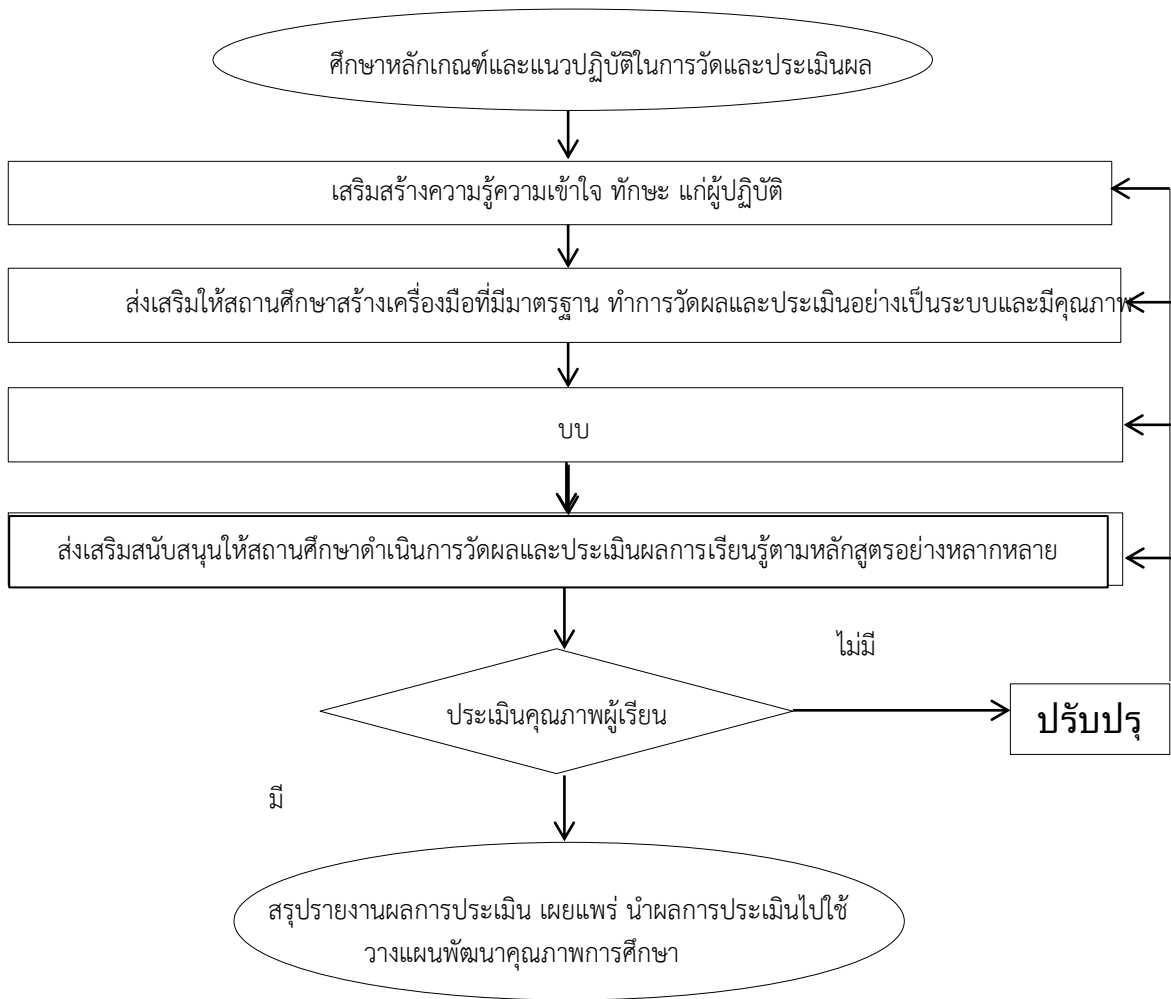 ศึกษาหลักเกณฑ์และแนวปฏิบัติในการวัดและประเมินผล
เสริมสร้างความรู้ความเข้าใจ ทักษะ แก่ผู้ปฏิบัติ
ส่งเสริมให้สถานศึกษาสร้างเครื่องมือที่มีมาตรฐาน ทำการวัดผลและประเมินอย่างเป็นระบบและมีคุณภาพ
บบ
ส่งเสริมสนับสนุนให้สถานศึกษาดำเนินการวัดผลและประเมินผลการเรียนรู้ตามหลักสูตรอย่างหลากหลาย
ไม่มี
ประเมินคุณภาพผู้เรียน
ปรับปรุ
มี
สรุปรายงานผลการประเมิน เผยแพร่ นำผลการประเมินไปใช้
วางแผนพัฒนาคุณภาพการศึกษา